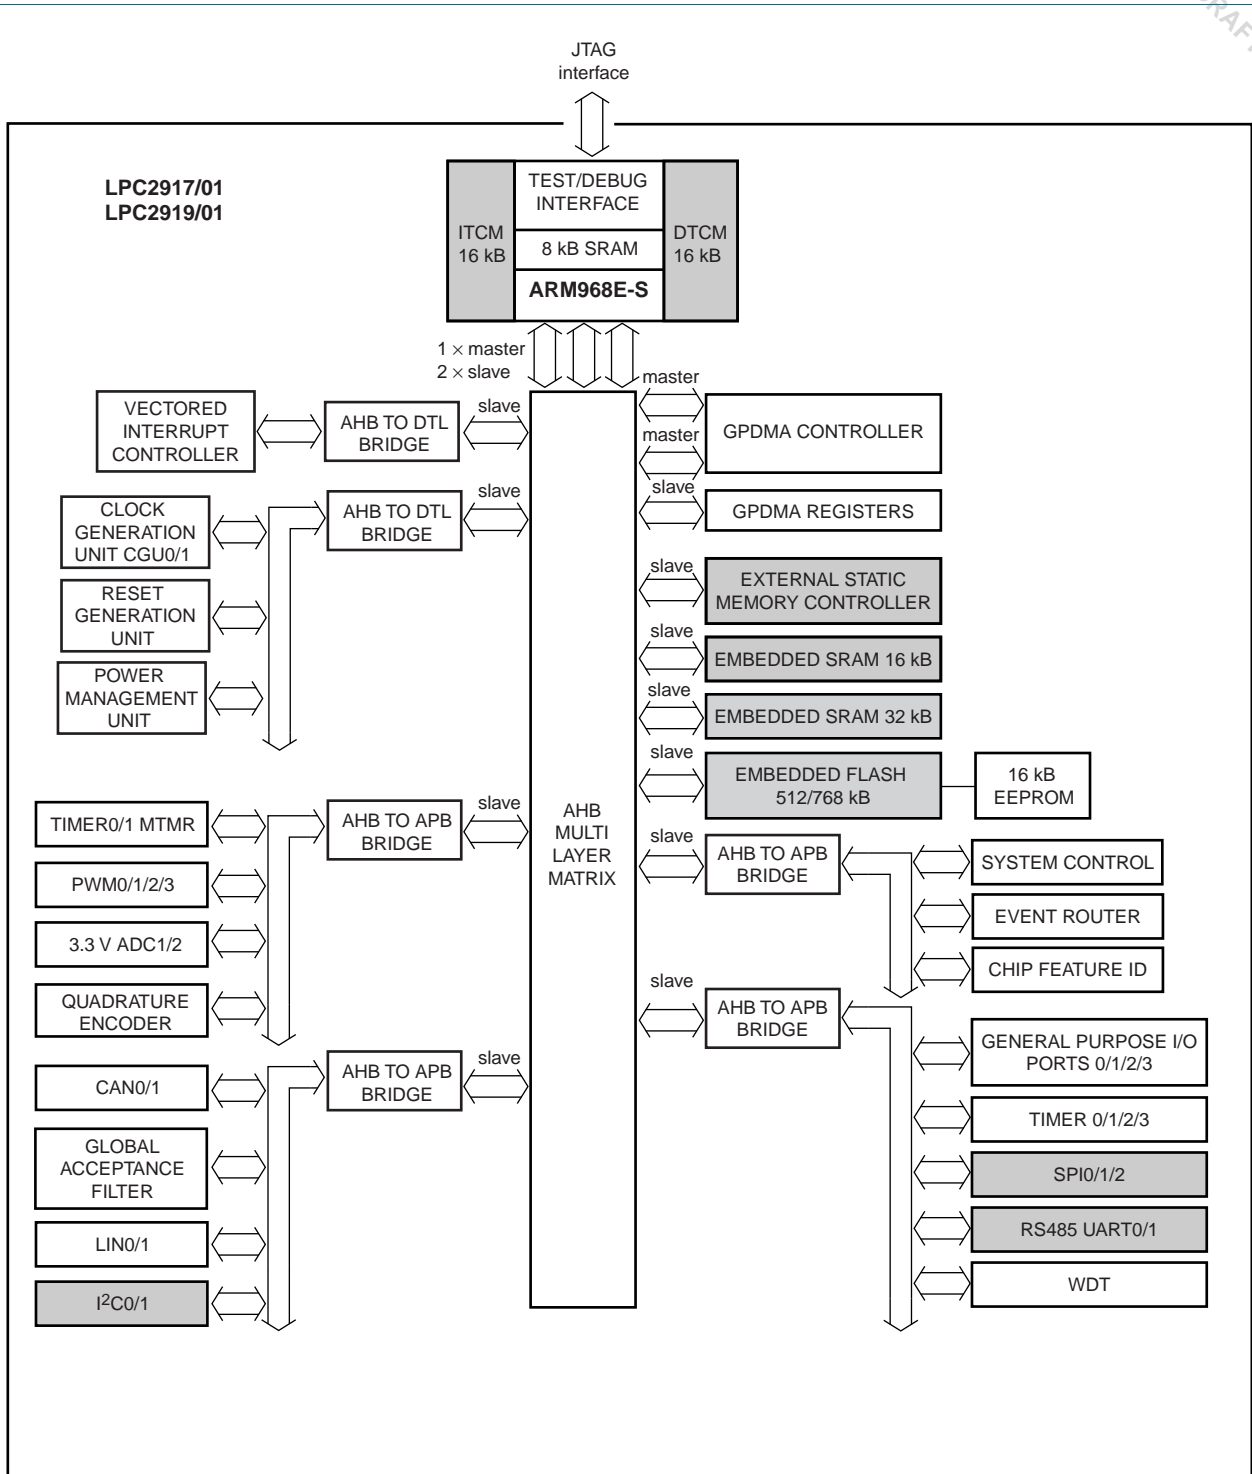 DRAFT
JTAG
interface
LPC2917/01
LPC2919/01
ITCM
16 kB
TEST/DEBUG
INTERFACE
8 kB SRAM
ARM968E-S
DTCM
16 kB
1 × master
2 × slave
master
VECTORED
INTERRUPT
CONTROLLER
AHB TO DTL
BRIDGE
slave
GPDMA CONTROLLER
master
CLOCK
GENERATION
UNIT CGU0/1
AHB TO DTL
BRIDGE
slave
slave
GPDMA REGISTERS
RESET
GENERATION
UNIT
slave
EXTERNAL STATIC
MEMORY CONTROLLER
POWER
MANAGEMENT
UNIT
slave
EMBEDDED SRAM 16 kB
slave
EMBEDDED SRAM 32 kB
slave
EMBEDDED FLASH
512/768 kB
16 kB
EEPROM
TIMER0/1 MTMR
AHB TO APB
BRIDGE
slave
AHB
MULTI
LAYER
MATRIX
slave
AHB TO APB
BRIDGE
SYSTEM CONTROL
PWM0/1/2/3
EVENT ROUTER
3.3 V ADC1/2
CHIP FEATURE ID
QUADRATURE
ENCODER
slave
AHB TO APB
BRIDGE
GENERAL PURPOSE I/O
PORTS 0/1/2/3
CAN0/1
AHB TO APB
BRIDGE
slave
TIMER 0/1/2/3
GLOBAL
ACCEPTANCE
FILTER
SPI0/1/2
LIN0/1
RS485 UART0/1
I2C0/1
WDT